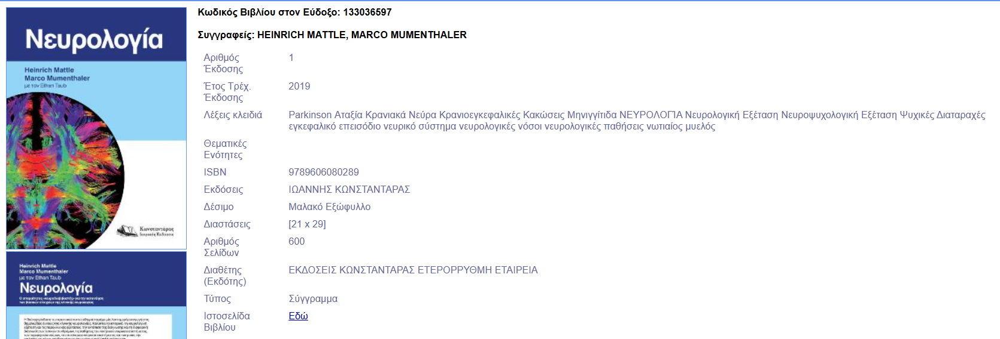 Νευρολογία
Heinrich Mattle
Marco Mumenthaler
με τον Ethan Taub
Κωνσταντάρας
Ιατρικές Εκδόσεις
Heinrich Mattle
Marco Mumenthaler
με τον Ethan Taub
Νευρολογία
Κωδικός Βιβλίου στον Εύδοξο: 133036597
Συγγραφείς: HEINRICH MATTLE, MARCO MUMENTHALER
Αριθμός Έκδοσης 1
Έτος Τρέχ. Έκδοσης 2019
Λέξεις κλειδιά Parkinson Αταξία Κρανιακά Νεύρα Κρανιοεγκεφαλικές Κακώσεις Μηνιγγίτιδα ΝΕΥΡΟΛΟΓΊΑ Νευρολογική Εξέταση Νευροψυχολογική Εξέταση Ψυχικές Διαταραχές
εγκεφαλικό επεισόδιο νευρικό σύστημα νευρολογικές νόσοι νευρολογικές παθήσεις νωτιαίος μυελός
Θεματικές Ενότητες
ISBN 9789606080289
Εκδόσεις ΙΩΑΝΝΗΣ ΚΩΝΣΤΑΝΤΑΡΑΣ
Δέσιμο Μαλακό Εξώφυλλο
Διαστάσεις [21 x 29]
Αριθμός Σελίδων 600
Διαθέτης (Εκδότης) ΕΚΔΟΣΕΙΣ ΚΩΝΣΤΑΝΤΑΡΑΣ ΕΤΕΡΟΡΡΥΘΜΗ ΕΤΑΙΡΕΙΑ
Τύπος Σύγγραμμα
Ιστοσελίδα Βιβλίου Εδώ